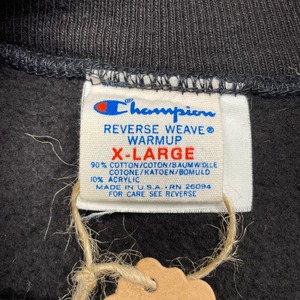 Champion
REVERSE WEAVE®
WARMUP
X-LARGE
90% COTTON/COTON/BAUMWOLLE
COTONE/KATOEN/BOMULD
10% ACRYLIC
MADE IN U.S.A. • RN 26094
FOR CARE SEE REVERSE